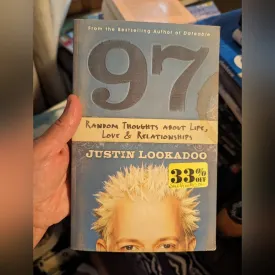 From the Bestselling Author of Dateable
97
Random Thoughts about Life,
Love & Relationships
Justin Lookadoo
33% OFF